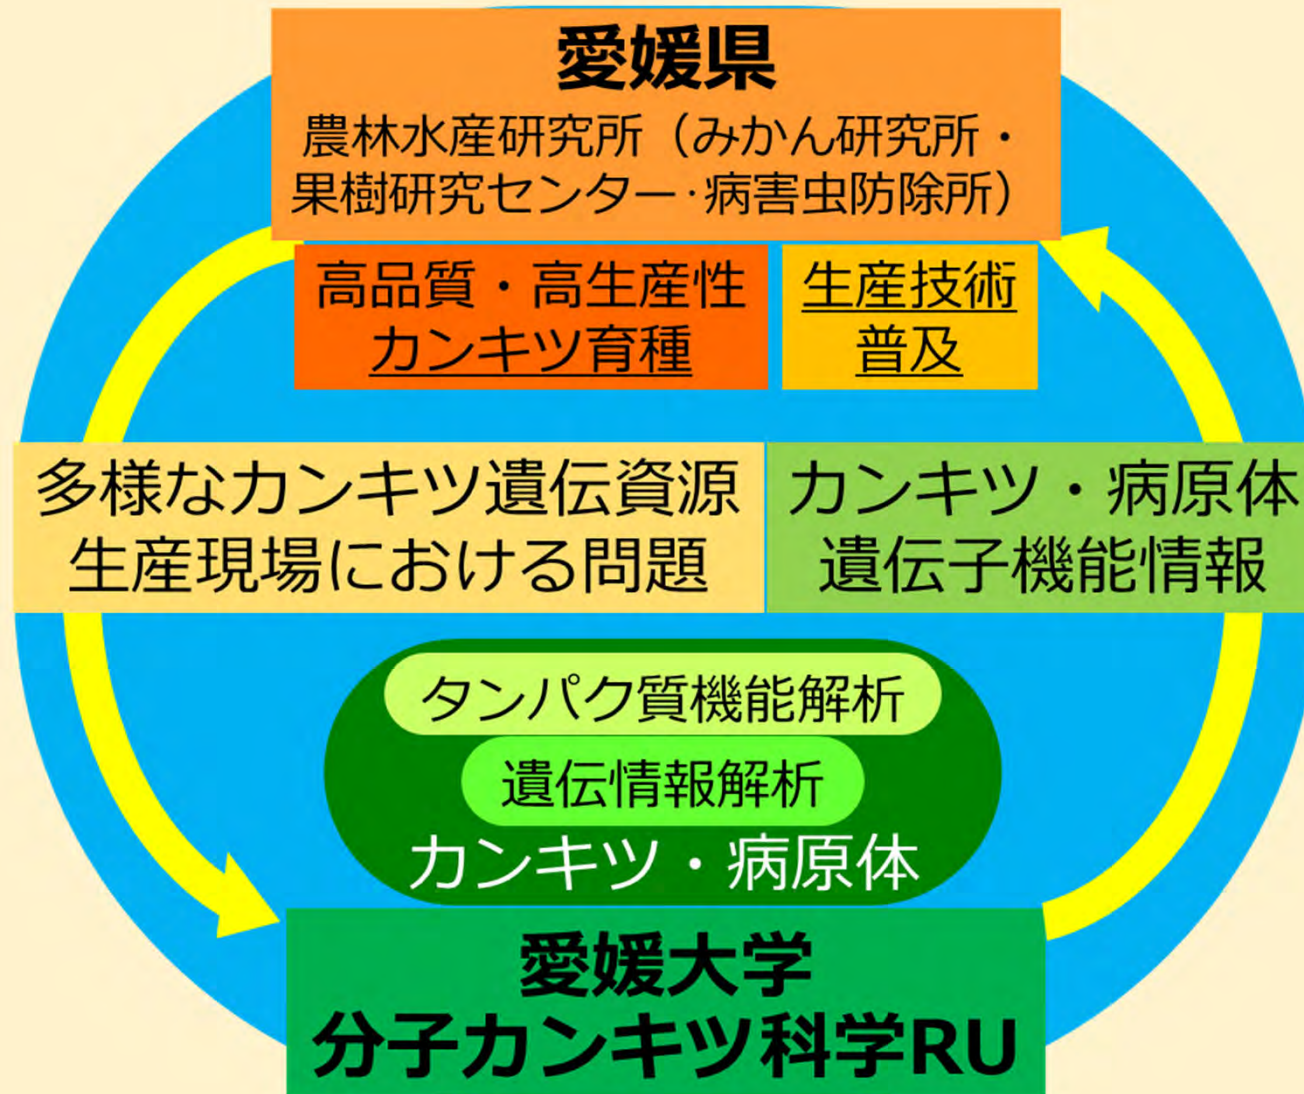 愛媛県
農林水産研究所（みかん研究所・
果樹研究センター･病害虫防除所）
高品質・高生産性
カンキツ育種
生産技術
普及
多様なカンキツ遺伝資源
生産現場における問題
カンキツ・病原体
遺伝子機能情報
タンパク質機能解析
遺伝情報解析
カンキツ・病原体
愛媛大学
分子カンキツ科学RU